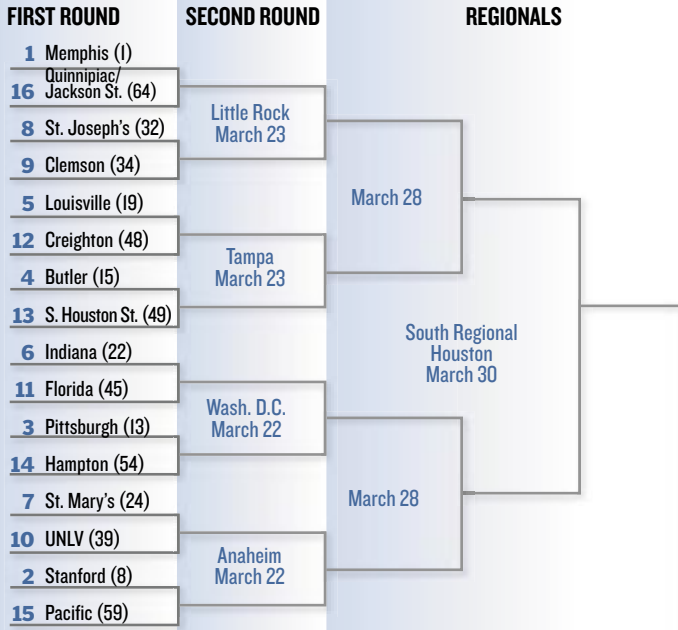 FIRST ROUND
SECOND ROUND
REGIONALS
1 Memphis (1)
Quinnipiac/
16 Jackson St. (64)
8 St. Joseph's (32)
9 Clemson (34)
5 Louisville (19)
12 Creighton (48)
4 Butler (15)
13 S. Houston St. (49)
6 Indiana (22)
11 Florida (45)
3 Pittsburgh (13)
14 Hampton (54)
7 St. Mary's (24)
10 UNLV (39)
2 Stanford (8)
15 Pacific (59)
Little Rock
March 23
Tampa
March 23
Wash. D.C.
March 22
Anaheim
March 22
March 28
South Regional
Houston
March 30
March 28